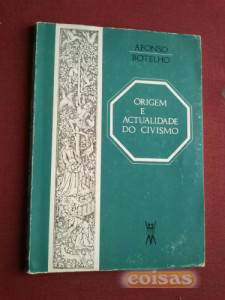 AFONSO
BOTELHO
ORIGEM
E
ACTUALIDADE
DO CIVISMO
coisas